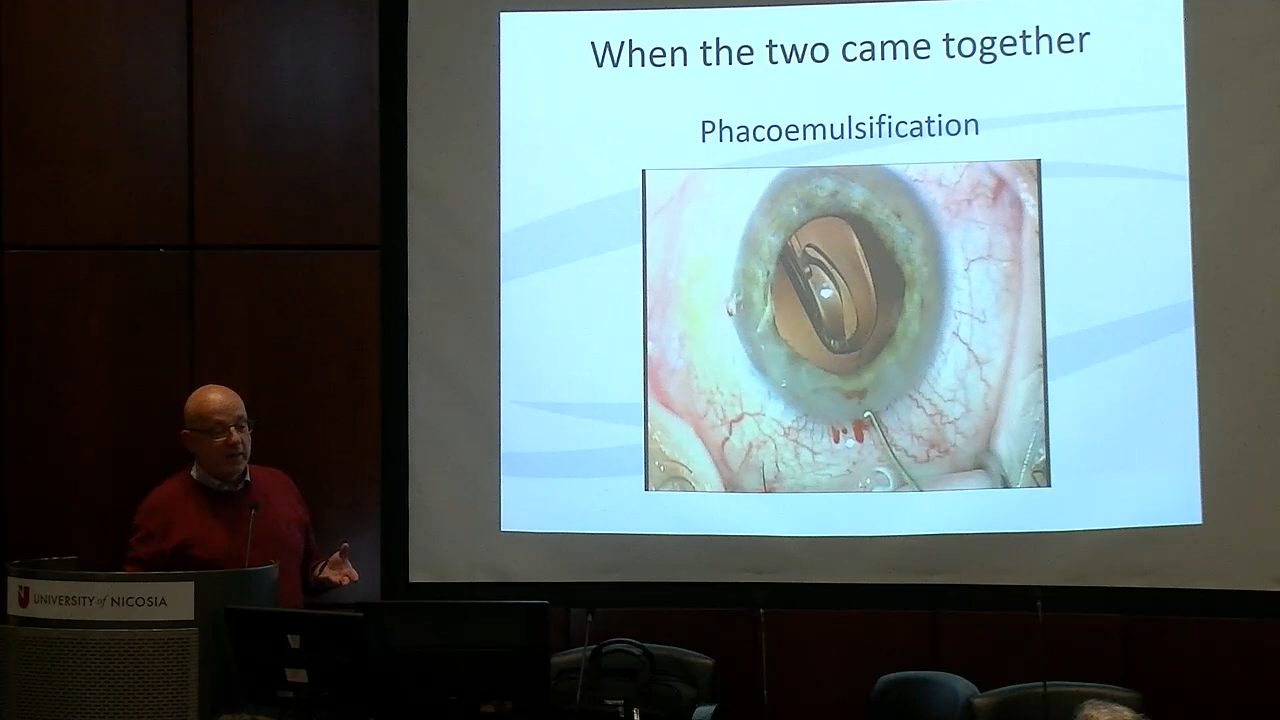 When the two came together
Phacoemulsification
UNIVERSITY of NICOSIA